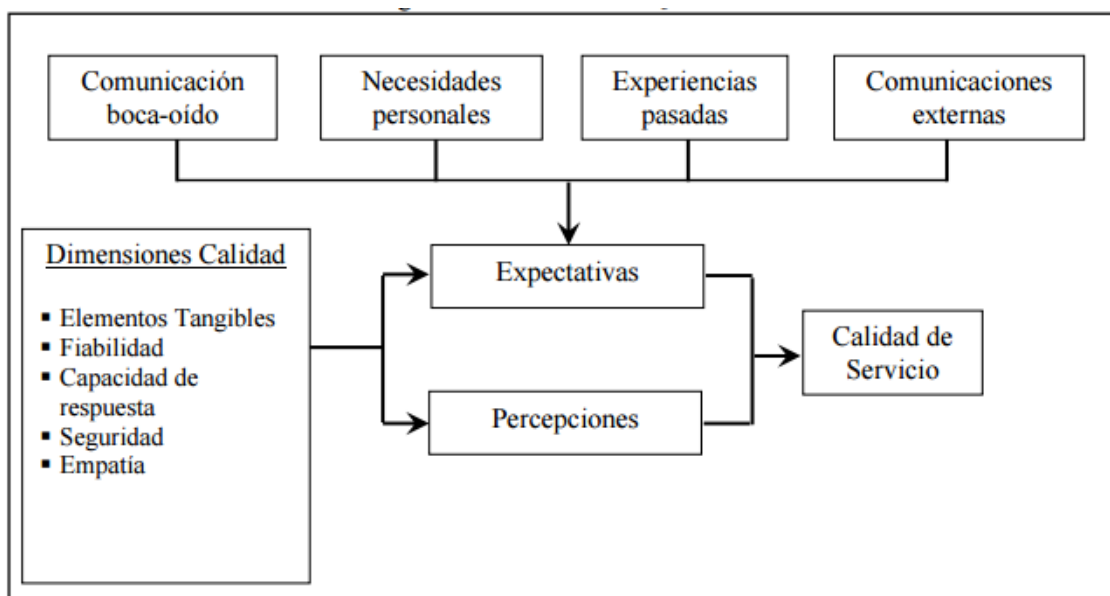 Comunicación
boca-oído
Necesidades
personales
Experiencias
pasadas
Comunicaciones
externas
Dimensiones Calidad
▪ Elementos Tangibles
▪ Fiabilidad
▪ Capacidad de
respuesta
▪ Seguridad
▪ Empatía
Expectativas
Percepciones
Calidad de
Servicio